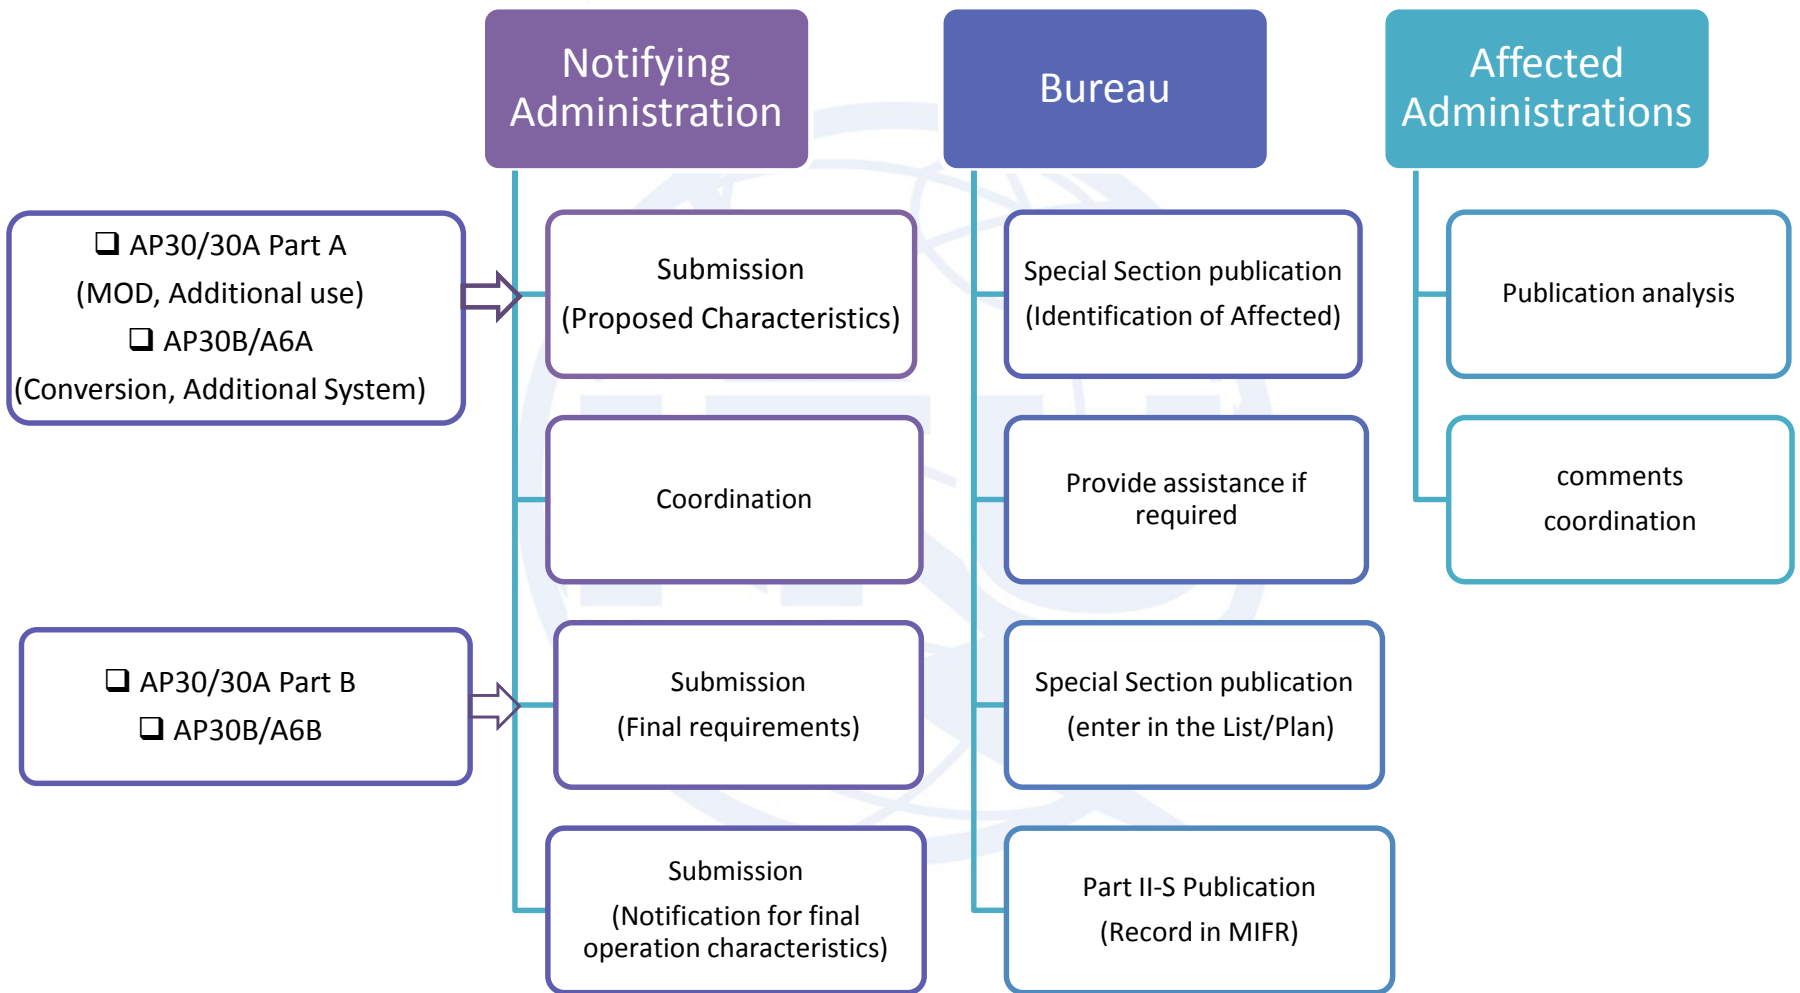 Notifying
Administration
Bureau
Affected
Administrations
❑ AP30/30A Part A
(MOD, Additional use)
❑ AP30B/A6A
(Conversion, Additional System)
Submission
(Proposed Characteristics)
Special Section publication
(Identification of Affected)
Publication analysis
Coordination
Provide assistance if
required
comments
coordination
❑ AP30/30A Part B
❑ AP30B/A6B
Submission
(Final requirements)
Special Section publication
(enter in the List/Plan)
Submission
(Notification for final
operation characteristics)
Part II-S Publication
(Record in MIFR)
ITU